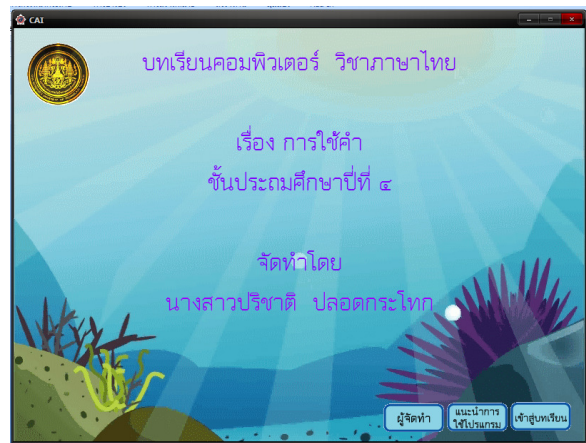 CAI
บทเรียนคอมพิวเตอร์ วิชาภาษาไทย
เรื่อง การใช้คำ
ชั้นประถมศึกษาปีที่ ๔
จัดทำโดย
นางสาวปริชาติ ปลอดกระโทก
ผู้จัดทำ
แนะนำการ
ใช้โปรแกรม
เข้าสู่บทเรียน